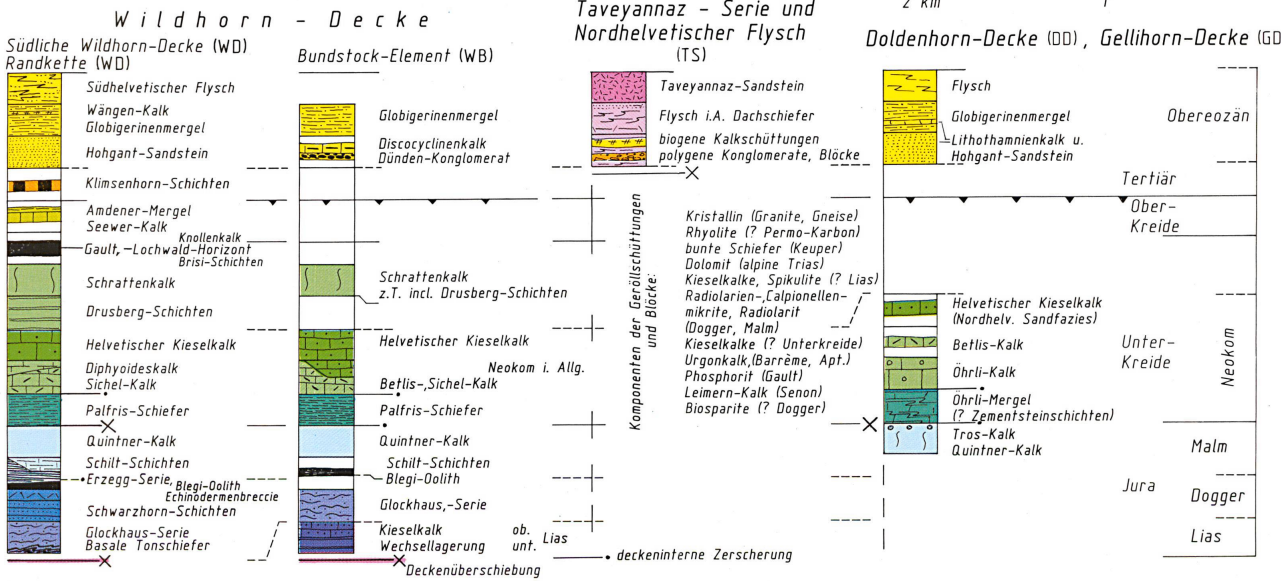 Wildhorn - Decke
Südliche Wildhorn-Decke (WD)
Randkette (WD)
Südhelvetischer Flysch
Wängen-Kalk
Globigerinenmergel
Hohgant-Sandstein
Klimsenhorn-Schichten
Amdener-Mergel
Seewer-Kalk
Knollenkalk
Gault,-Lochwald-Horizont
Brisi-Schichten
Schrattenkalk
Drusberg-Schichten
Helvetischer Kieselkalk
Diphyoideskalk
Sichel-Kalk
Palfris-Schiefer
Quintner-Kalk
Schilt-Schichten
Erzegg-Serie, Blegi-Oolith
Echinodermenbreccie
Schwarzhorn-Schichten
Glockhaus-Serie
Basale Tonschiefer
Bundstock-Element (WB)
Globigerinenmergel
Discocyclinenkalk
Dünden-Konglomerat
Schrattenkalk
z.T. incl. Drusberg-Schichten
Helvetischer Kieselkalk
Neokom i. Allg.
Betlis-,Sichel-Kalk
Palfris-Schiefer
Quintner-Kalk
Schilt-Schichten
Blegi-Oolith
Glockhaus,-Serie
Kieselkalk ob. Lias
Wechsellagerung unt.
Deckenüberschiebung
deckeninterne Zerscherung
Taveyannaz - Serie und
Nordhelvetischer Flysch
(TS)
Taveyannaz-Sandstein
Flysch i.A. Dachschiefer
biogene Kalkschüttungen
polygene Konglomerate, Blöcke
Komponenten der Geröllschüttungen
und Blöcke:
Kristallin (Granite, Gneise)
Rhyolite (? Permo-Karbon)
bunte Schiefer (Keuper)
Dolomit (alpine Trias)
Kieselkalke, Spikulite (? Lias)
Radiolarien-,Calpionellen-
mikrite, Radiolarit
(Dogger, Malm)
Kieselkalke (? Unterkreide)
Urgonkalk,(Barrême, Apt.)
Phosphorit (Gault)
Leimern-Kalk (Senon)
Biosparite (? Dogger)
2 km 1
Doldenhorn-Decke (DD), Gellihorn-Decke (GD
Flysch
Globigerinenmergel
Lithothamnienkalk u.
Hohgant-Sandstein
Helvetischer Kieselkalk
(Nordhelv. Sandfazies)
Betlis-Kalk
Öhrli-Kalk
Öhrli-Mergel
(? Zementsteinschichten)
Tros-Kalk
Quintner-Kalk
Obereozän
Tertiär
Ober-
Kreide
Unter-
Kreide
Neokom
Malm
Jura
Dogger
Lias